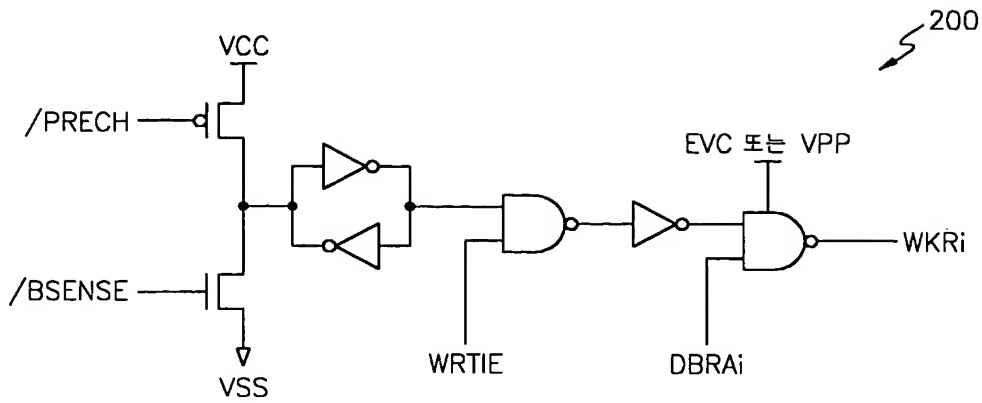 200
VCC
/PRECH
EVC 또는 VPP
WKRi
/BSENSE
WRTIE
DBRAi
VSS